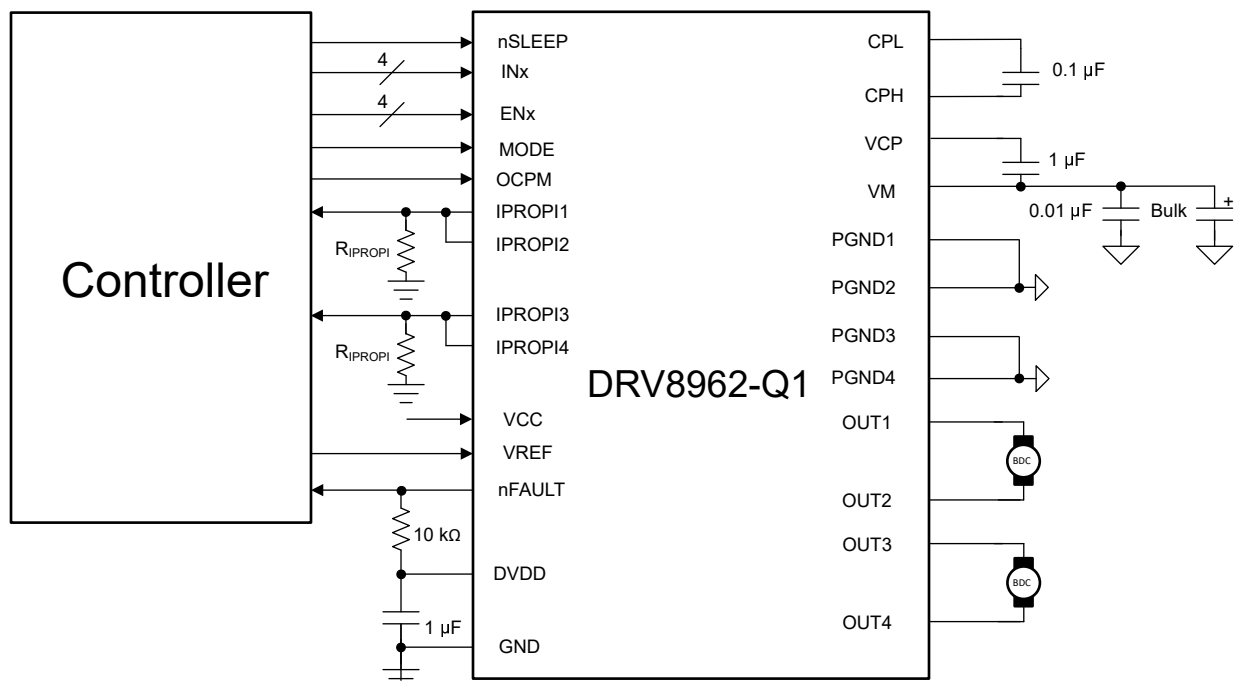 Controller
4
4
R_IPROPI
R_IPROPI
10 kΩ
1 µF
nSLEEP
INx
ENx
MODE
OCPM
IPROPI1
IPROPI2
IPROPI3
IPROPI4
VCC
VREF
nFAULT
DVDD
GND
DRV8962-Q1
CPL
CPH
VCP
VM
PGND1
PGND2
PGND3
PGND4
OUT1
OUT2
OUT3
OUT4
0.1 µF
1 µF
0.01 µF
Bulk
+
BDC
BDC